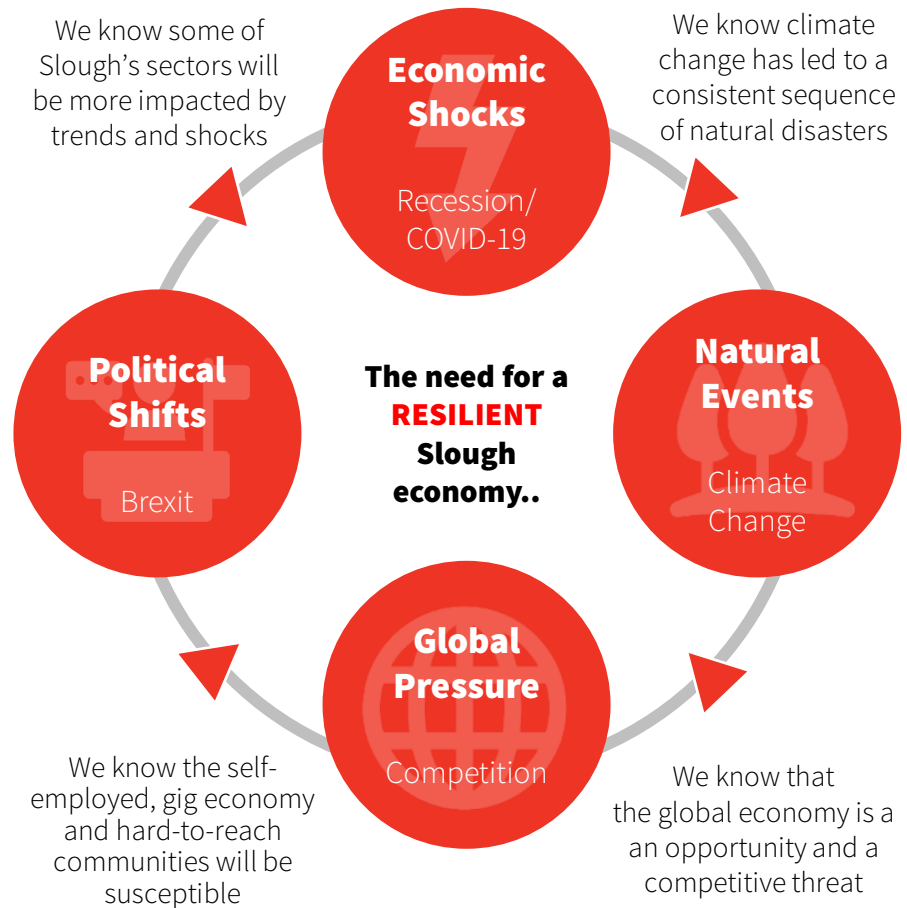 We know some of
Slough's sectors will
be more impacted by
trends and shocks
Economic
Shocks
Recession/
COVID-19
We know climate
change has led to a
consistent sequence
of natural disasters
Political
Shifts
Brexit
The need for a
RESILIENT
Slough
economy..
Natural
Events
Climate
Change
Global
Pressure
Competition
We know the self-
employed, gig economy
and hard-to-reach
communities will be
susceptible
We know that
the global economy is a
an opportunity and a
competitive threat